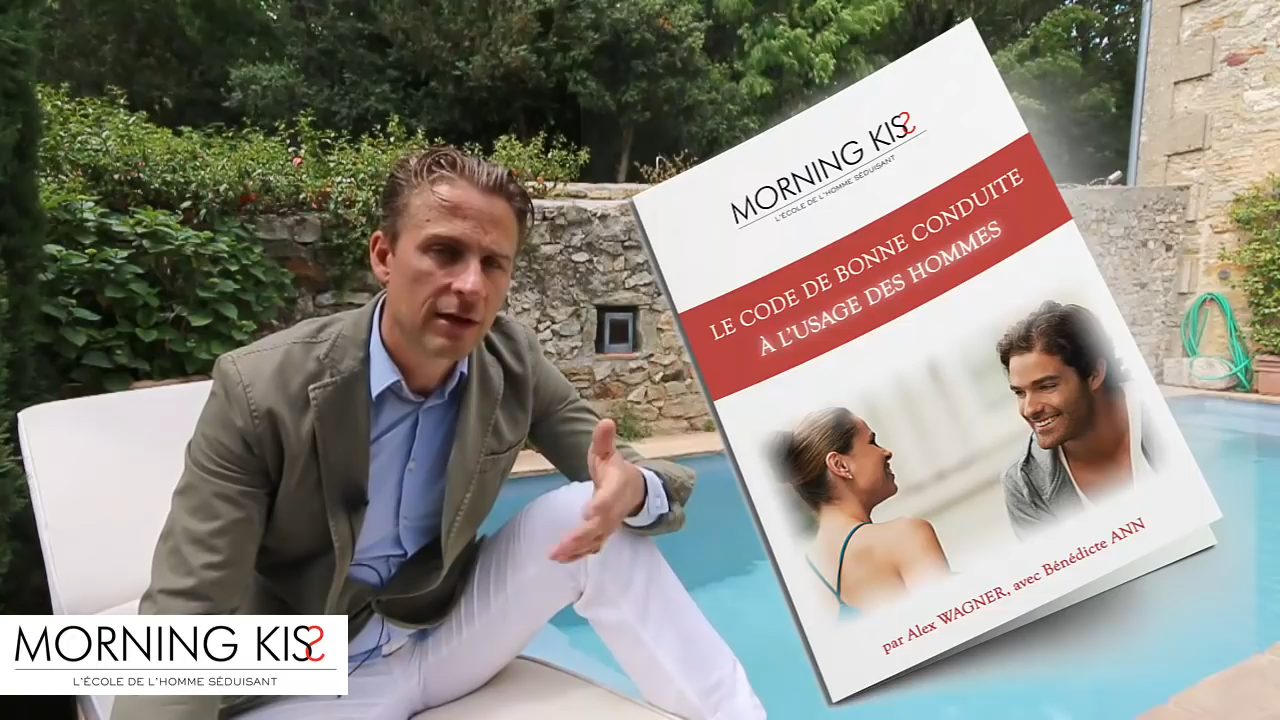 MORNING KISS
L'ÉCOLE DE L'HOMME SÉDUISANT
LE CODE DE BONNE CONDUITE
À L'USAGE DES HOMMES
par Alex WAGNER, avec Bénédicte ANN
MORNING KISS
L'ÉCOLE DE L'HOMME SÉDUISANT